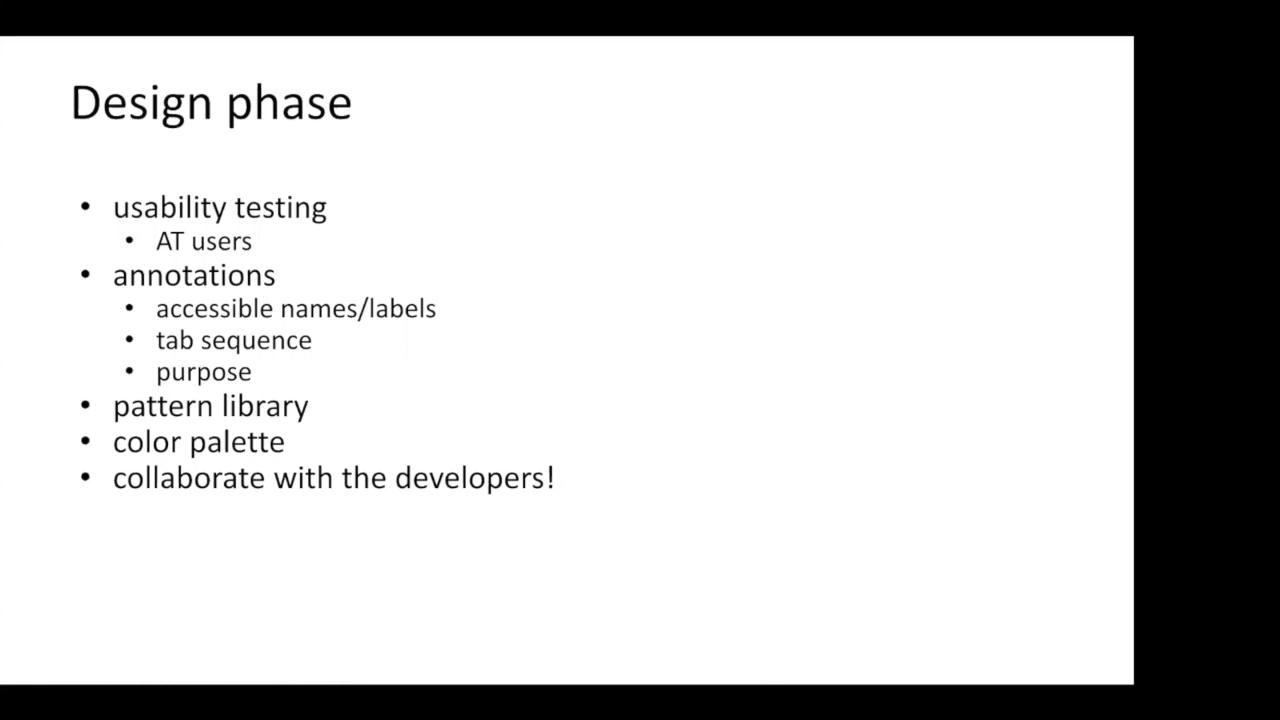 Design phase
• usability testing
• AT users
• annotations
• accessible names/labels
• tab sequence
• purpose
• pattern library
• color palette
• collaborate with the developers!